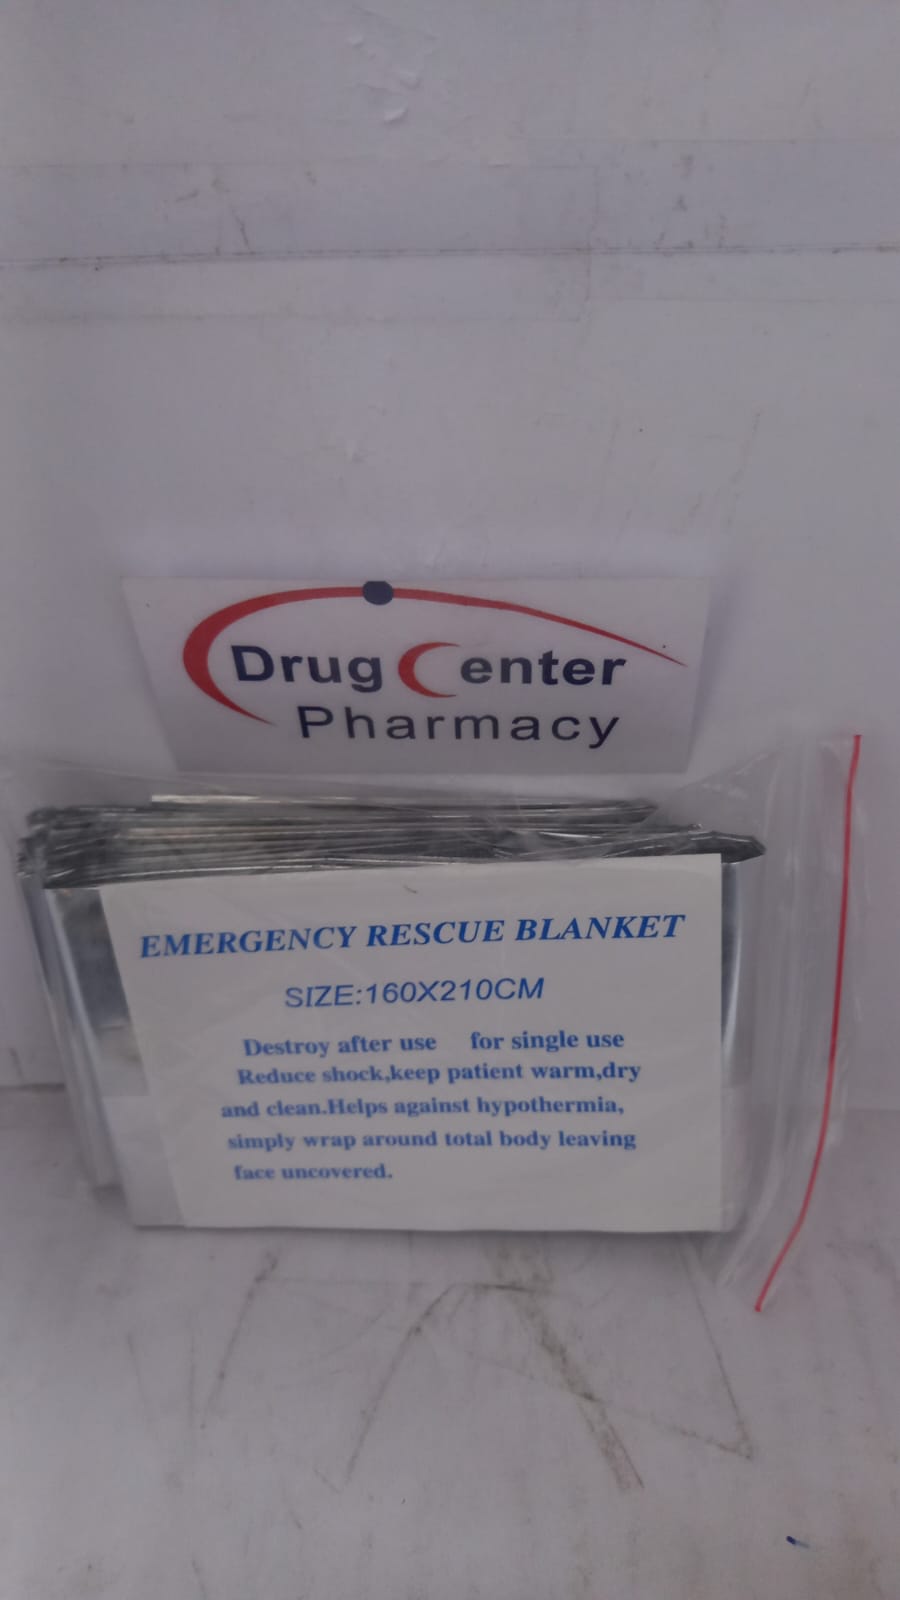 Drug Center
Pharmacy
EMERGENCY RESCUE BLANKET
SIZE:160X210CM
Destroy after use for single use
Reduce shock,keep patient warm,dry
and clean.Helps against hypothermia,
simply wrap around total body leaving
face uncovered.